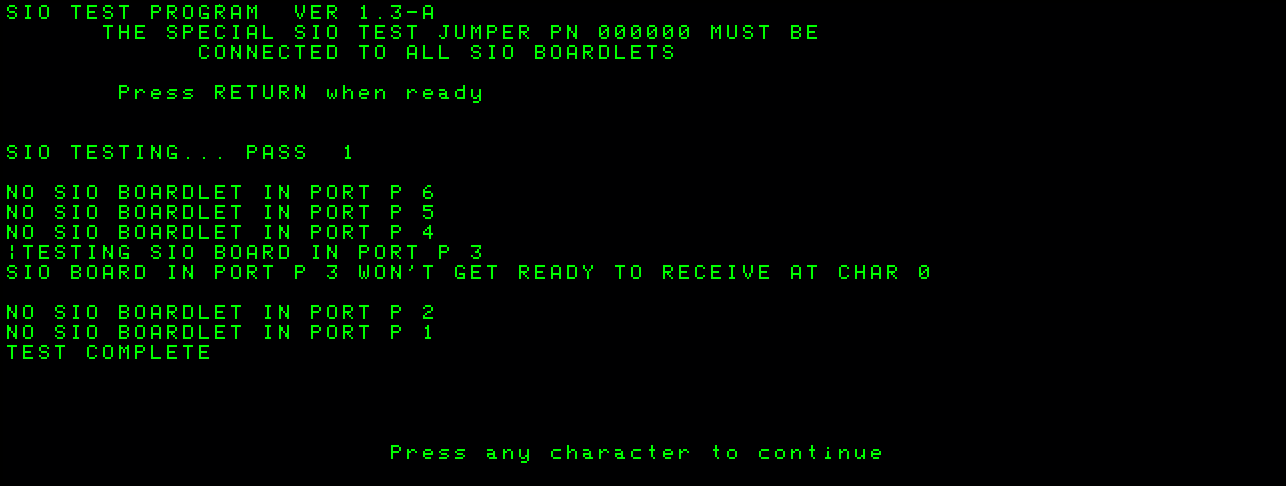 SIO TEST PROGRAM  VER 1.3-A
THE SPECIAL SIO TEST JUMPER PN 000000 MUST BE
CONNECTED TO ALL SIO BOARDLETS
Press RETURN when ready
SIO TESTING... PASS  1
NO SIO BOARDLET IN PORT P 6
NO SIO BOARDLET IN PORT P 5
NO SIO BOARDLET IN PORT P 4
¦TESTING SIO BOARD IN PORT P 3
SIO BOARD IN PORT P 3 WON'T GET READY TO RECEIVE AT CHAR 0
NO SIO BOARDLET IN PORT P 2
NO SIO BOARDLET IN PORT P 1
TEST COMPLETE
Press any character to continue